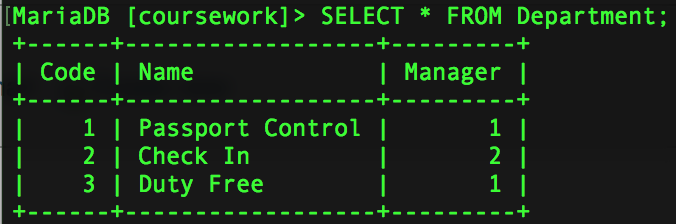 MariaDB [coursework]> SELECT * FROM Department;
+------+------------------+---------+
| Code | Name             | Manager |
+------+------------------+---------+
|    1 | Passport Control |       1 |
|    2 | Check In         |       2 |
|    3 | Duty Free        |       1 |
+------+------------------+---------+